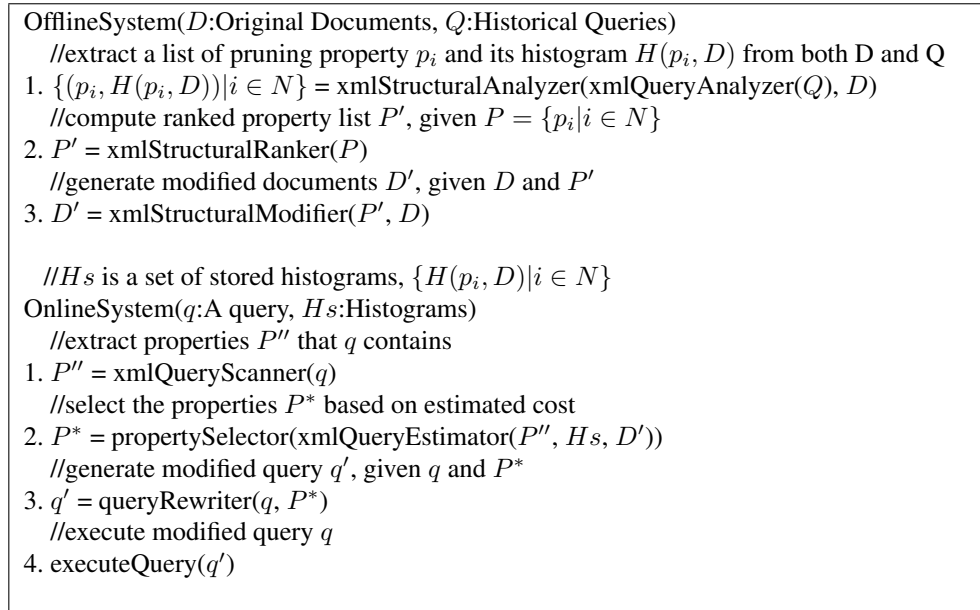 OfflineSystem(D:Original Documents, Q:Historical Queries)
//extract a list of pruning property p_i and its histogram H(p_i, D) from both D and Q
1. {(p_i, H(p_i, D))|i ∈ N} = xmlStructuralAnalyzer(xmlQueryAnalyzer(Q), D)
//compute ranked property list P′, given P = {p_i|i ∈ N}
2. P′ = xmlStructuralRanker(P)
//generate modified documents D′, given D and P′
3. D′ = xmlStructuralModifier(P′, D)
//Hs is a set of stored histograms, {H(p_i, D)|i ∈ N}
OnlineSystem(q:A query, Hs:Histograms)
//extract properties P″ that q contains
1. P″ = xmlQueryScanner(q)
//select the properties P* based on estimated cost
2. P* = propertySelector(xmlQueryEstimator(P″, Hs, D′))
//generate modified query q′, given q and P*
3. q′ = queryRewriter(q, P*)
//execute modified query q
4. executeQuery(q′)